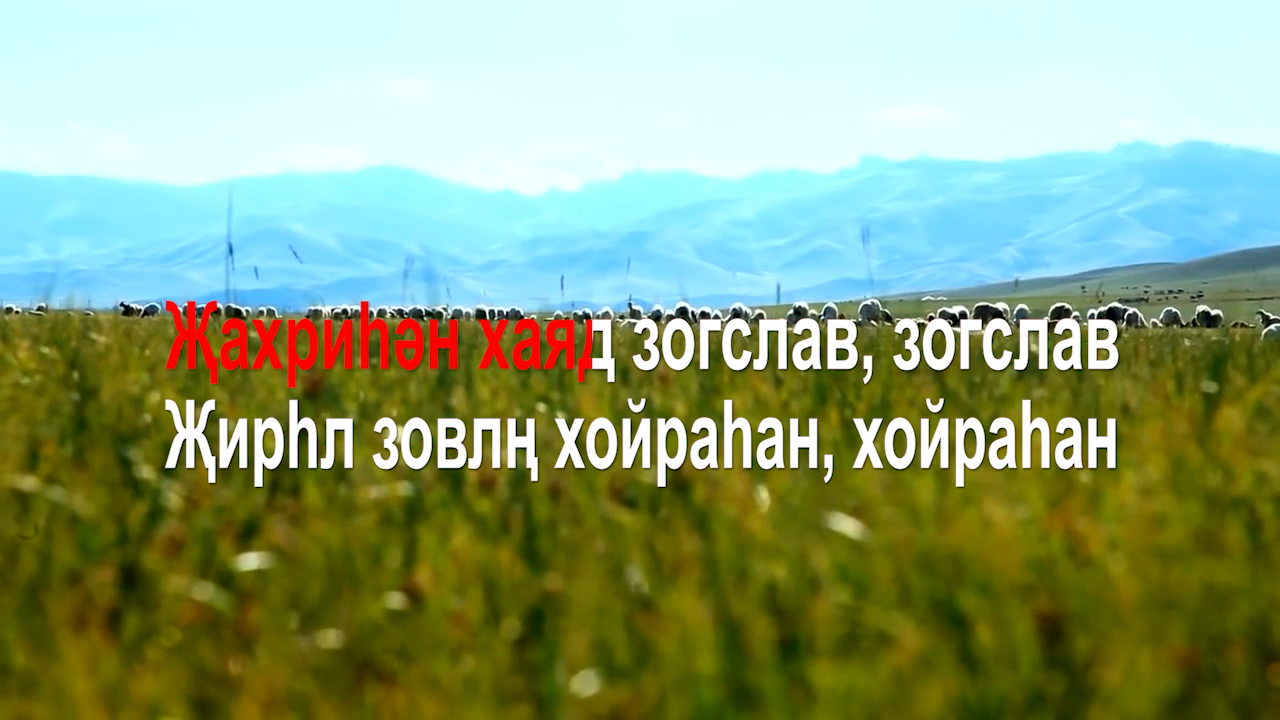 Җахриһән хаяд зогслав, зогслав
Җирһл зовлң хойраһан, хойраһан